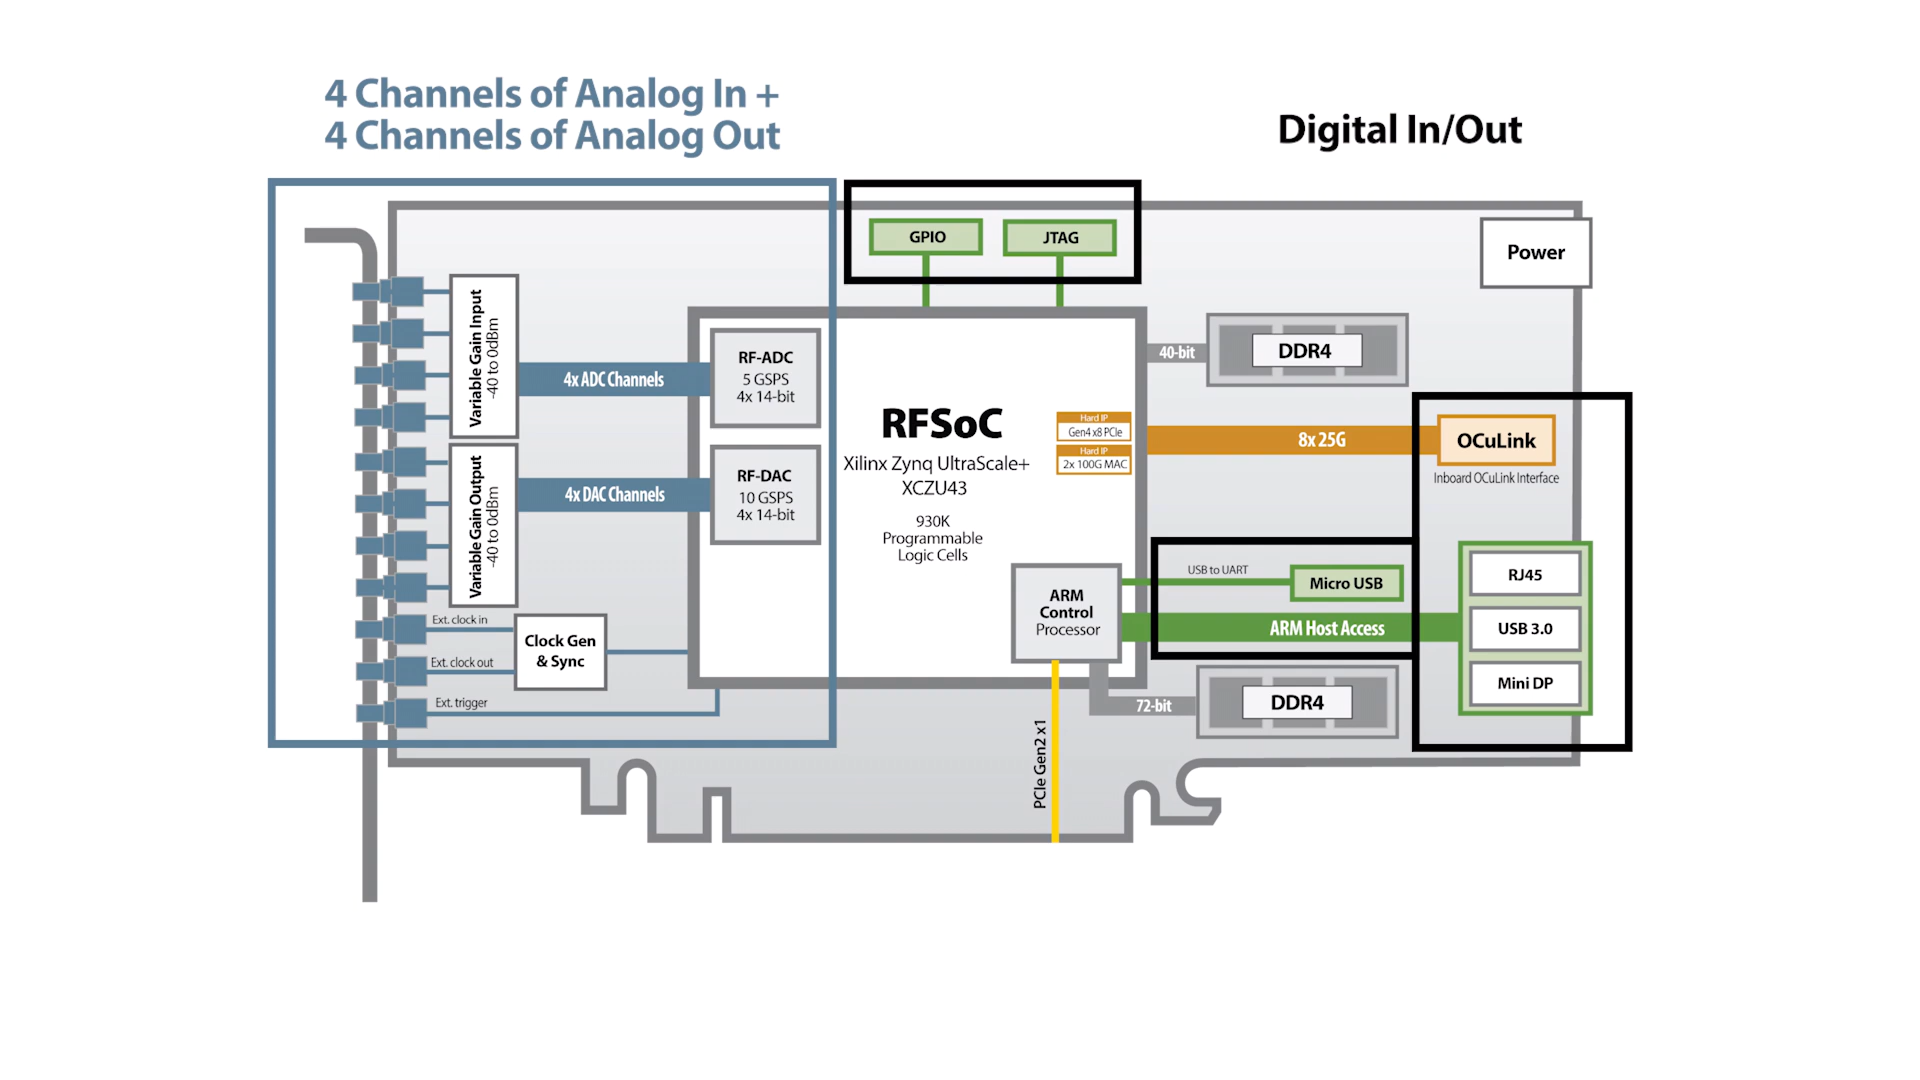 4 Channels of Analog In +
4 Channels of Analog Out
Digital In/Out
GPIO
JTAG
Power
Variable Gain Input
-40 to 0dBm
4x ADC Channels
RF-ADC
5 GSPS
4x 14-bit
40-bit
DDR4
RFSoC
Xilinx Zynq UltraScale+
XCZU43
930K
Programmable
Logic Cells
Hard IP
Gen4 x8 PCIe
Hard IP
2x 100G MAC
8x 25G
OCuLink
Inboard OCuLink Interface
Variable Gain Output
-40 to 0dBm
4x DAC Channels
RF-DAC
10 GSPS
4x 14-bit
ARM
Control
Processor
USB to UART
Micro USB
ARM Host Access
RJ45
USB 3.0
Mini DP
Ext. clock in
Ext. clock out
Clock Gen
& Sync
Ext. trigger
72-bit
DDR4
PCIe Gen2 x1